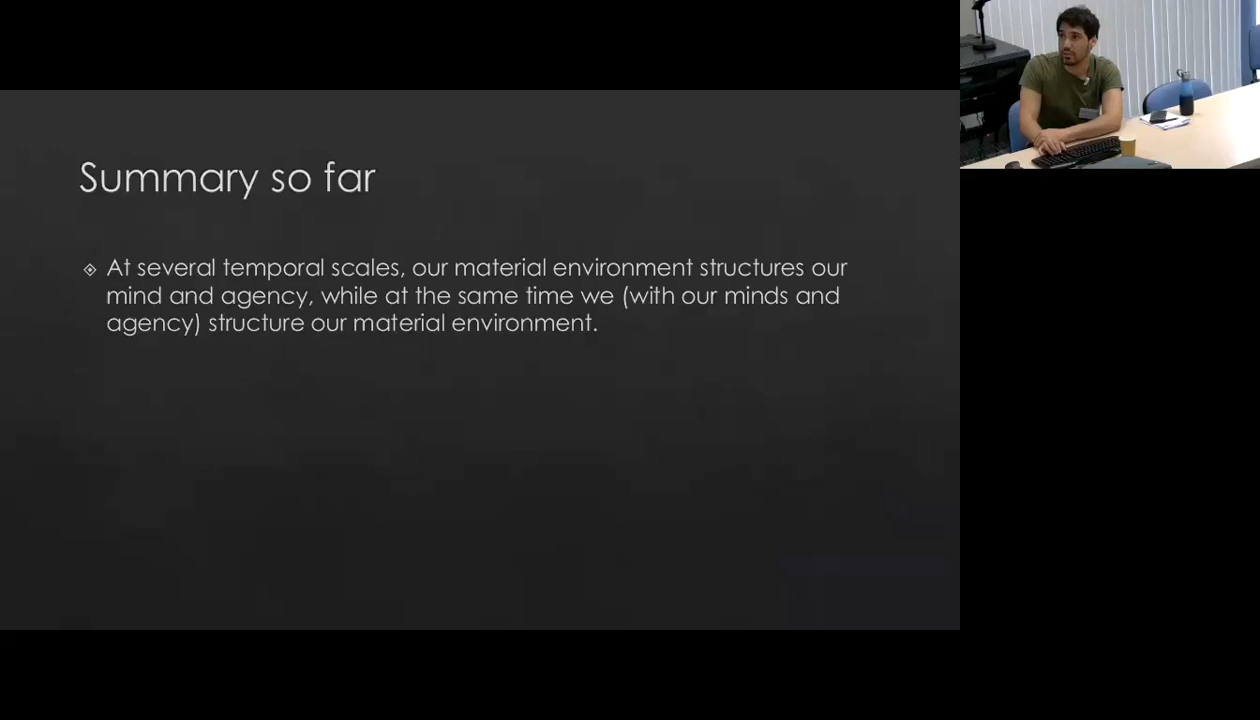 Summary so far
At several temporal scales, our material environment structures our
mind and agency, while at the same time we (with our minds and
agency) structure our material environment.